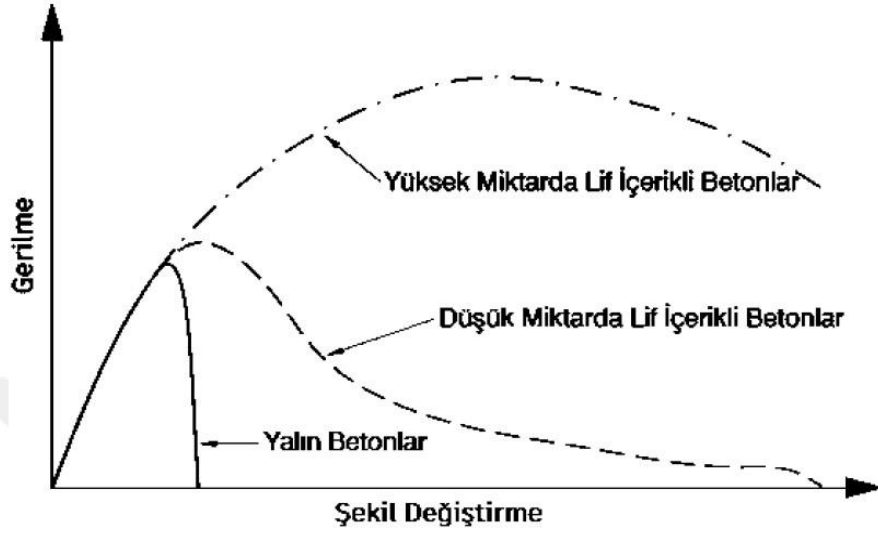 Gerilme
Yüksek Miktarda Lif İçerikli Betonlar
Düşük Miktarda Lif İçerikli Betonlar
Yalın Betonlar
Şekil Değiştirme